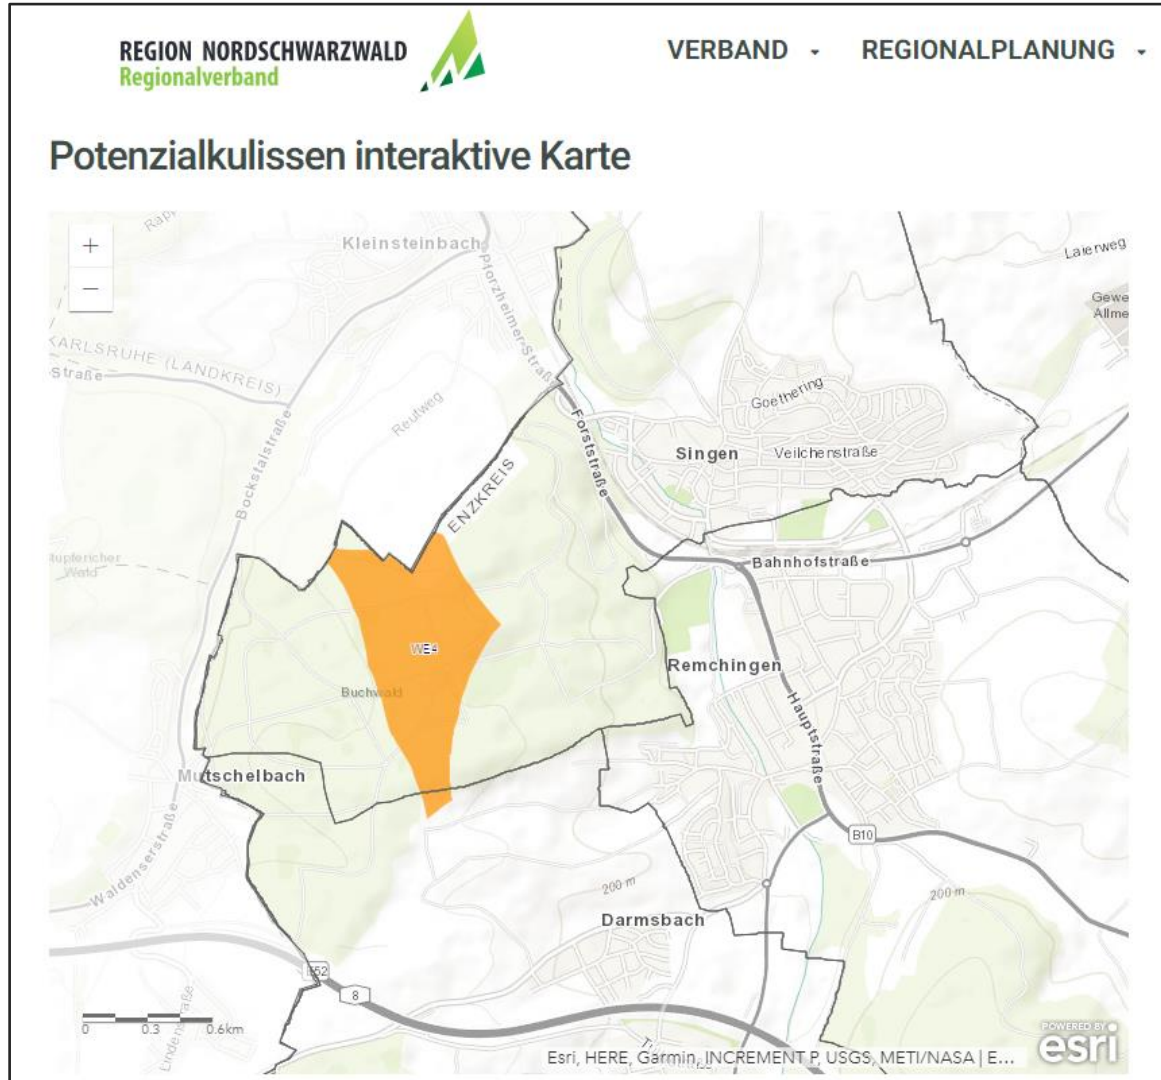 REGION NORDSCHWARZWALD
Regionalverband
VERBAND
REGIONALPLANUNG
Potenzialkulissen interaktive Karte
+
−
Kleinsteinbach
Pforzheimer-Straße
Laierweg
KARLSRUHE (LANDKREIS)
-Straße
Bockstalstraße
Reutweg
ENZKREIS
Forststraße
Goethering
Singen
Veilchenstraße
Bahnhofstraße
WE4
Buchwald
Remchingen
Hauptstraße
Mutschelbach
Waldenserstraße
B10
200 m
200 m
Darmsbach
8
Lindenstraße
0 0.3 0.6km
Esri, HERE, Garmin, INCREMENT P, USGS, METI/NASA | E...
POWERED BY
esri